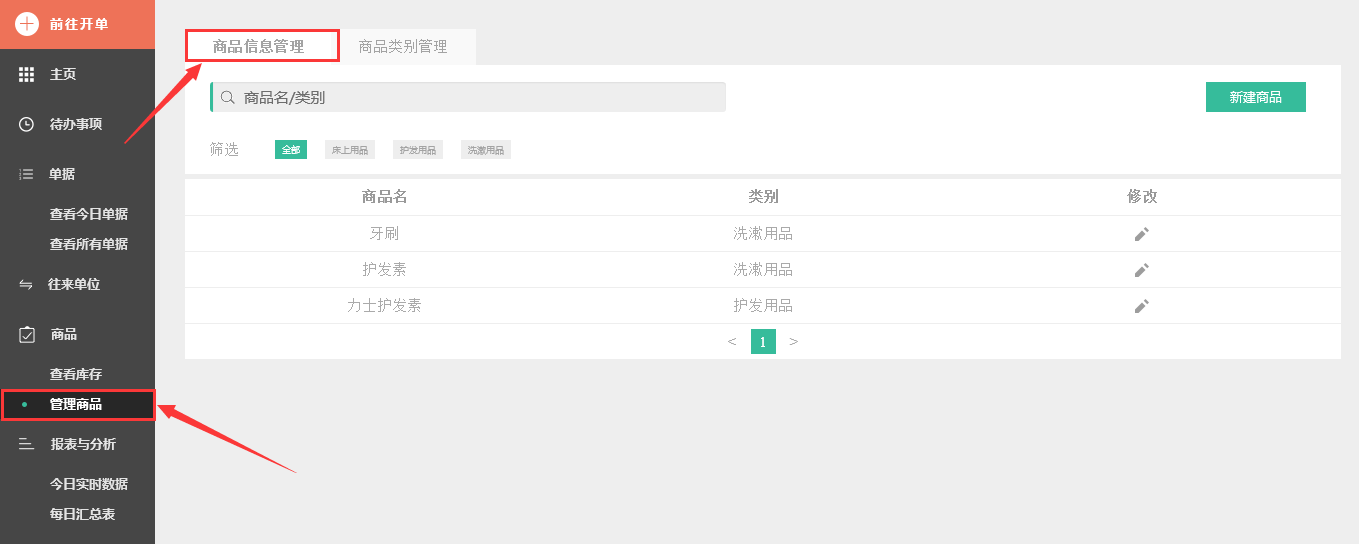 前往开单
主页
待办事项
单据
查看今日单据
查看所有单据
往来单位
商品
查看库存
管理商品
报表与分析
今日实时数据
每日汇总表
商品信息管理 商品类别管理
商品名/类别 新建商品
筛选 全部 床上用品 护发用品 洗漱用品
商品名 类别 修改
牙刷 洗漱用品
护发素 洗漱用品
力士护发素 护发用品
< 1 >